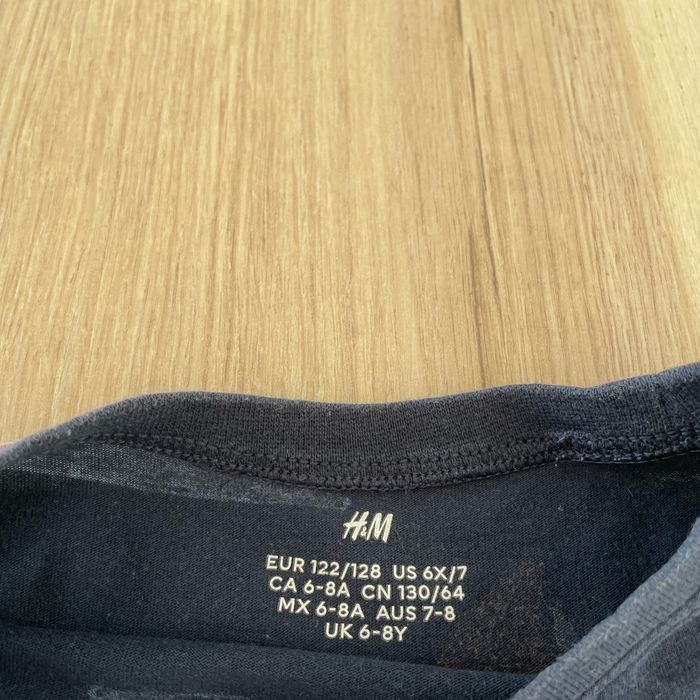 H&M
EUR 122/128 US 6X/7
CA 6-8A CN 130/64
MX 6-8A AUS 7-8
UK 6-8Y